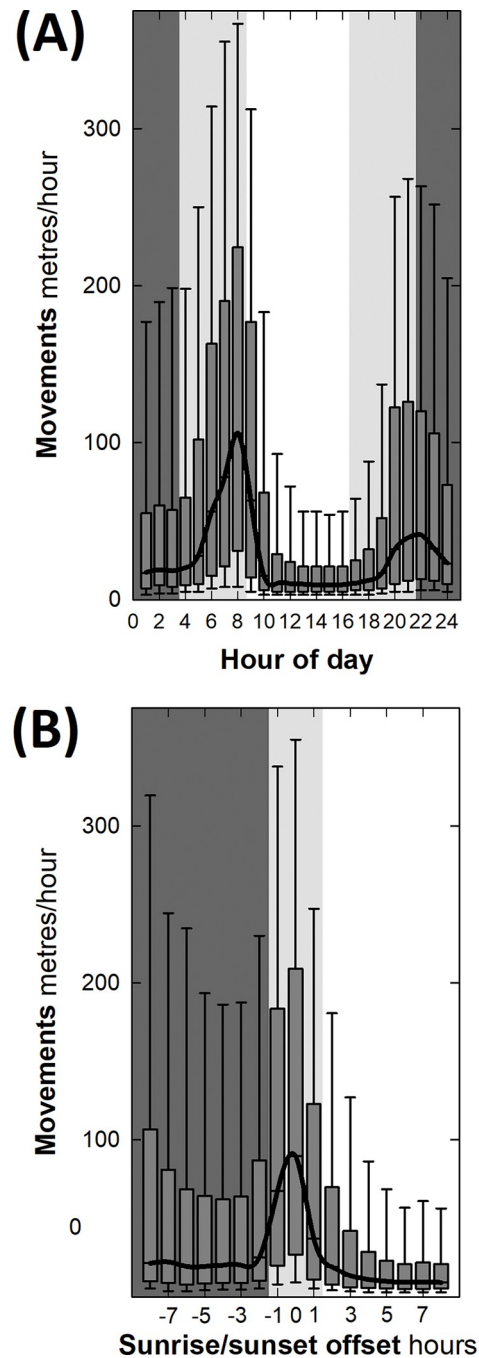 (A)
300
200
100
0
Movements metres/hour
0 2 4 6 8 10 12 14 16 18 20 22 24
Hour of day
(B)
300
200
100
0
Movements metres/hour
-7 -5 -3 -1 0 1 3 5 7
Sunrise/sunset offset hours